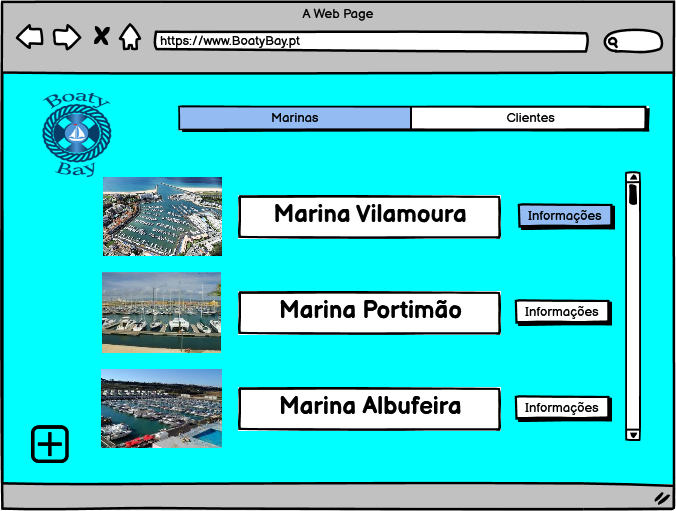 A Web Page
https://www.BoatyBay.pt
Boaty
Bay
Marinas
Clientes
Marina Vilamoura
Informações
Marina Portimão
Informações
Marina Albufeira
Informações